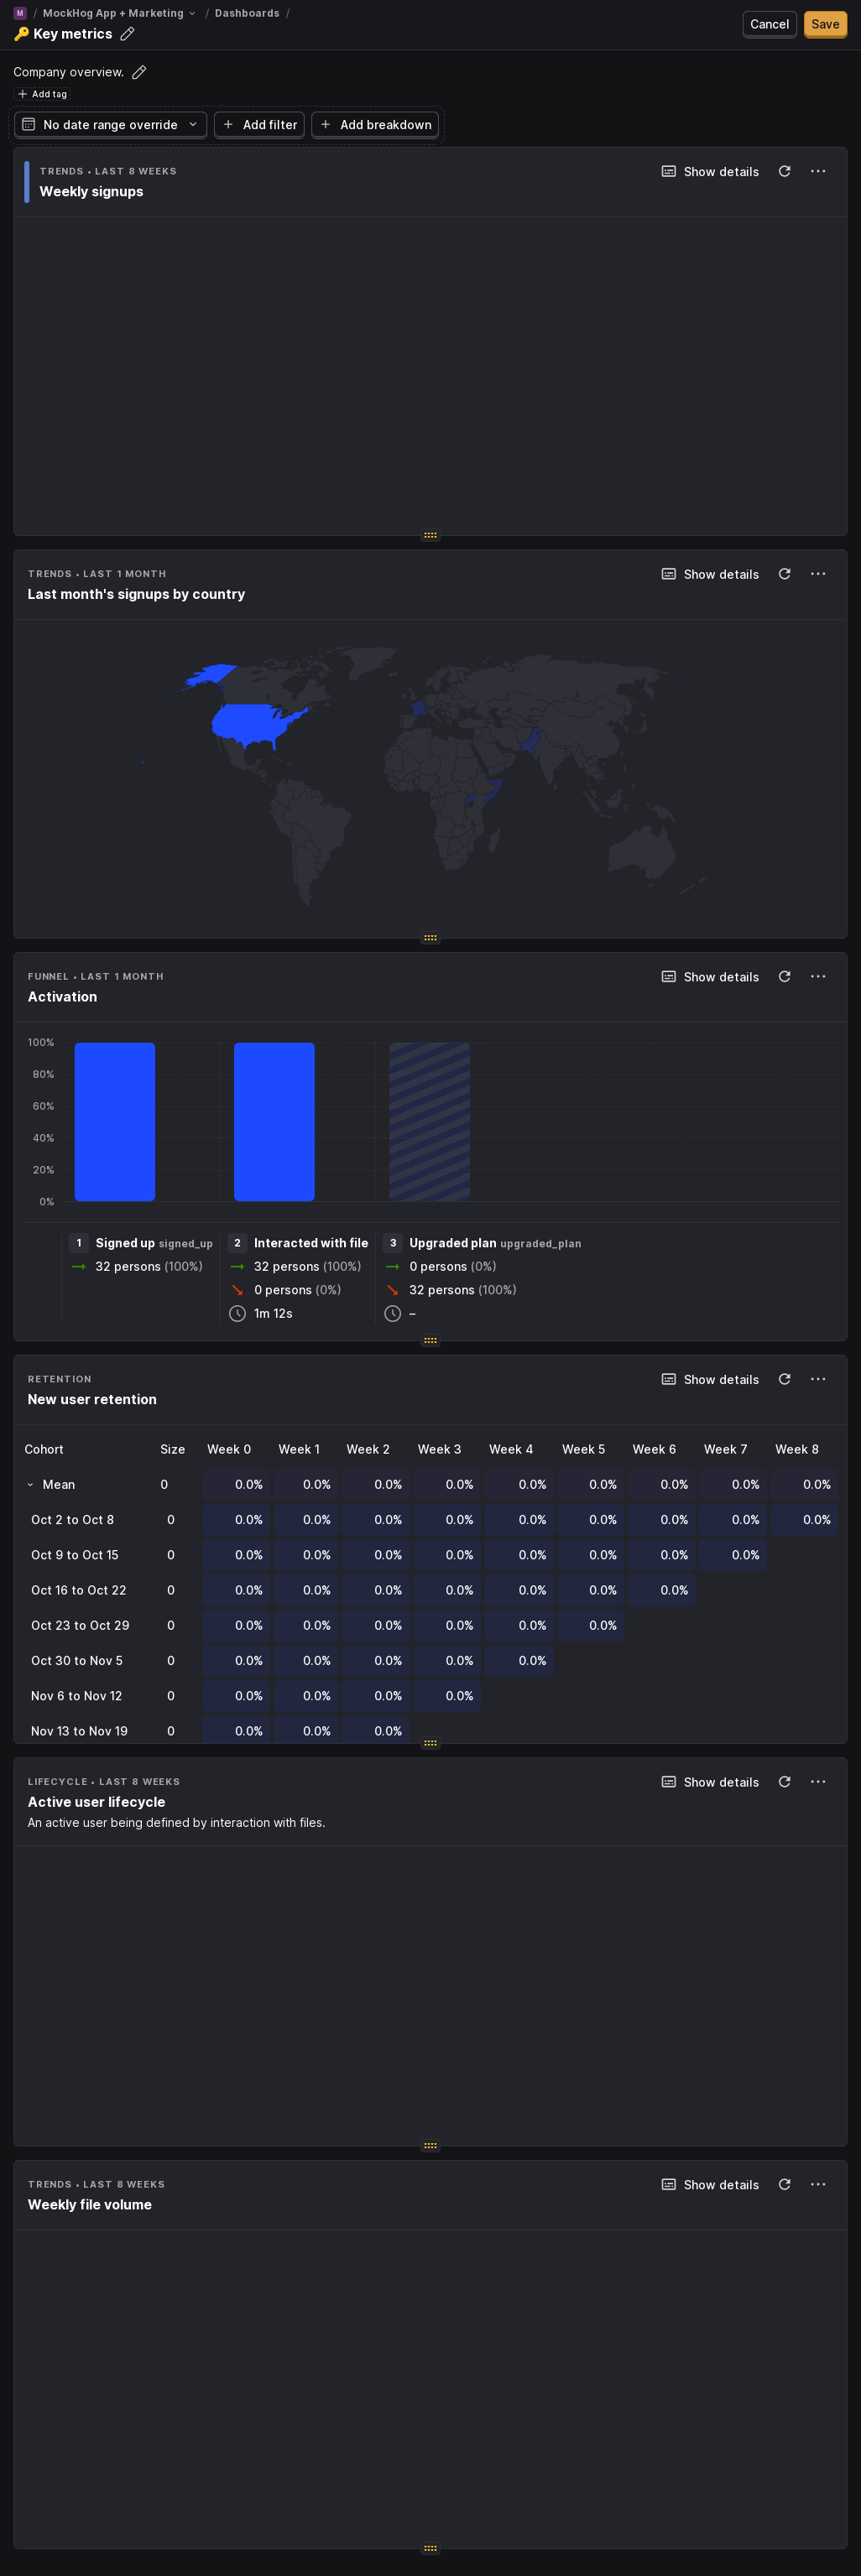 M / MockHog App + Marketing / Dashboards /
🔑 Key metrics
Cancel
Save
Company overview.
Add tag
No date range override
Add filter
Add breakdown
TRENDS • LAST 8 WEEKS
Show details
Weekly signups
TRENDS • LAST 1 MONTH
Show details
Last month's signups by country
FUNNEL • LAST 1 MONTH
Show details
Activation
100%
80%
60%
40%
20%
0%
1 Signed up signed_up
32 persons (100%)
2 Interacted with file
32 persons (100%)
0 persons (0%)
1m 12s
3 Upgraded plan upgraded_plan
0 persons (0%)
32 persons (100%)
–
RETENTION
Show details
New user retention
Cohort Size Week 0 Week 1 Week 2 Week 3 Week 4 Week 5 Week 6 Week 7 Week 8
Mean 0 0.0% 0.0% 0.0% 0.0% 0.0% 0.0% 0.0% 0.0% 0.0%
Oct 2 to Oct 8 0 0.0% 0.0% 0.0% 0.0% 0.0% 0.0% 0.0% 0.0% 0.0%
Oct 9 to Oct 15 0 0.0% 0.0% 0.0% 0.0% 0.0% 0.0% 0.0% 0.0%
Oct 16 to Oct 22 0 0.0% 0.0% 0.0% 0.0% 0.0% 0.0% 0.0%
Oct 23 to Oct 29 0 0.0% 0.0% 0.0% 0.0% 0.0% 0.0%
Oct 30 to Nov 5 0 0.0% 0.0% 0.0% 0.0% 0.0%
Nov 6 to Nov 12 0 0.0% 0.0% 0.0% 0.0%
Nov 13 to Nov 19 0 0.0% 0.0% 0.0%
LIFECYCLE • LAST 8 WEEKS
Show details
Active user lifecycle
An active user being defined by interaction with files.
TRENDS • LAST 8 WEEKS
Show details
Weekly file volume